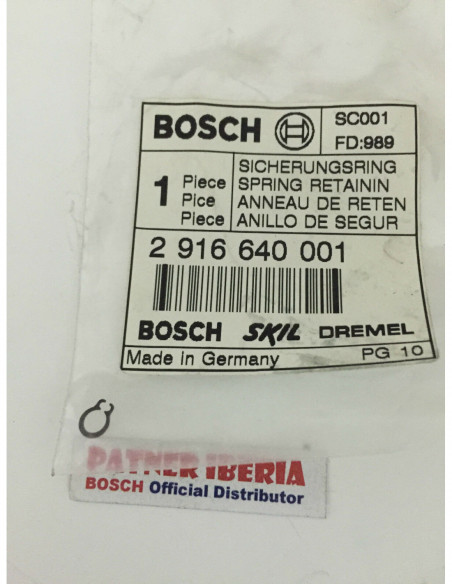 BOSCH
SC001
FD:989
1 Piece
Pice
Piece
SICHERUNGSRING
SPRING RETAININ
ANNEAU DE RETEN
ANILLO DE SEGUR
2 916 640 001
BOSCH SKIL DREMEL
Made in Germany PG 10
PATNER IBERIA
BOSCH Official Distributor